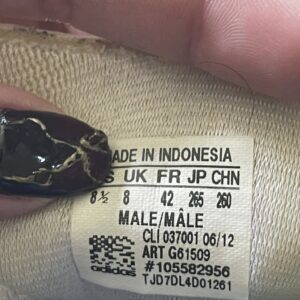 MADE IN INDONESIA
UK FR JP CHN
8½ 8 42 265 260
MALE/MÂLE
CLI 037001 06/12
ART G61509
#105582956
adidas
TJD7DL4D01261